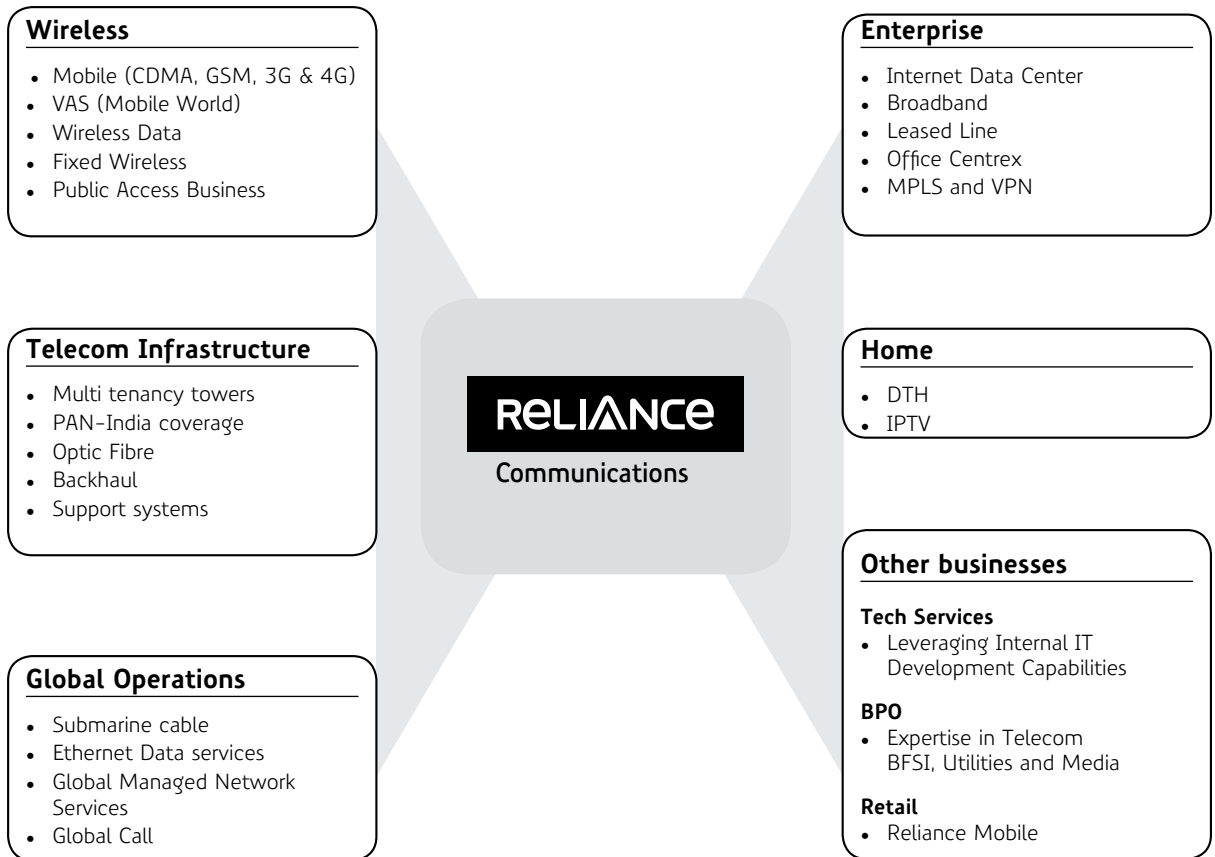 Wireless
• Mobile (CDMA, GSM, 3G & 4G)
• VAS (Mobile World)
• Wireless Data
• Fixed Wireless
• Public Access Business
Telecom Infrastructure
• Multi tenancy towers
• PAN-India coverage
• Optic Fibre
• Backhaul
• Support systems
Global Operations
• Submarine cable
• Ethernet Data services
• Global Managed Network
Services
• Global Call
RELIANCE
Communications
Enterprise
• Internet Data Center
• Broadband
• Leased Line
• Office Centrex
• MPLS and VPN
Home
• DTH
• IPTV
Other businesses
Tech Services
• Leveraging Internal IT
Development Capabilities
BPO
• Expertise in Telecom
BFSI, Utilities and Media
Retail
• Reliance Mobile